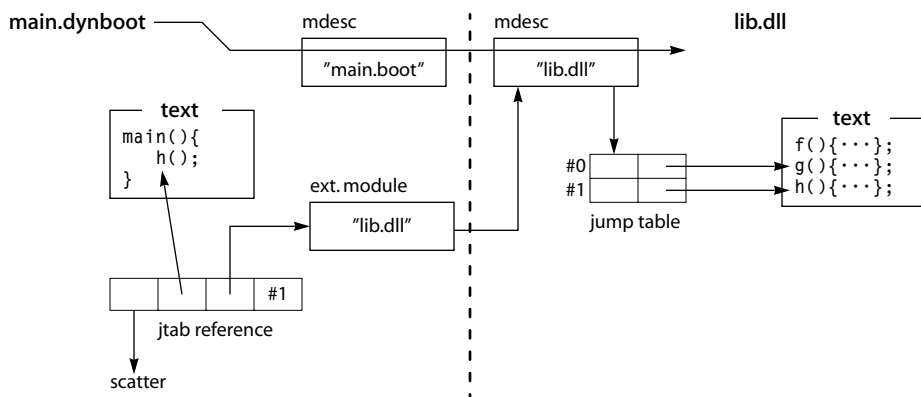 main.dynboot
mdesc
mdesc
lib.dll
"main.boot"
"lib.dll"
text
main(){
h();
}
text
f(){···};
g(){···};
h(){···};
#0
#1
jump table
ext. module
"lib.dll"
#1
jtab reference
scatter